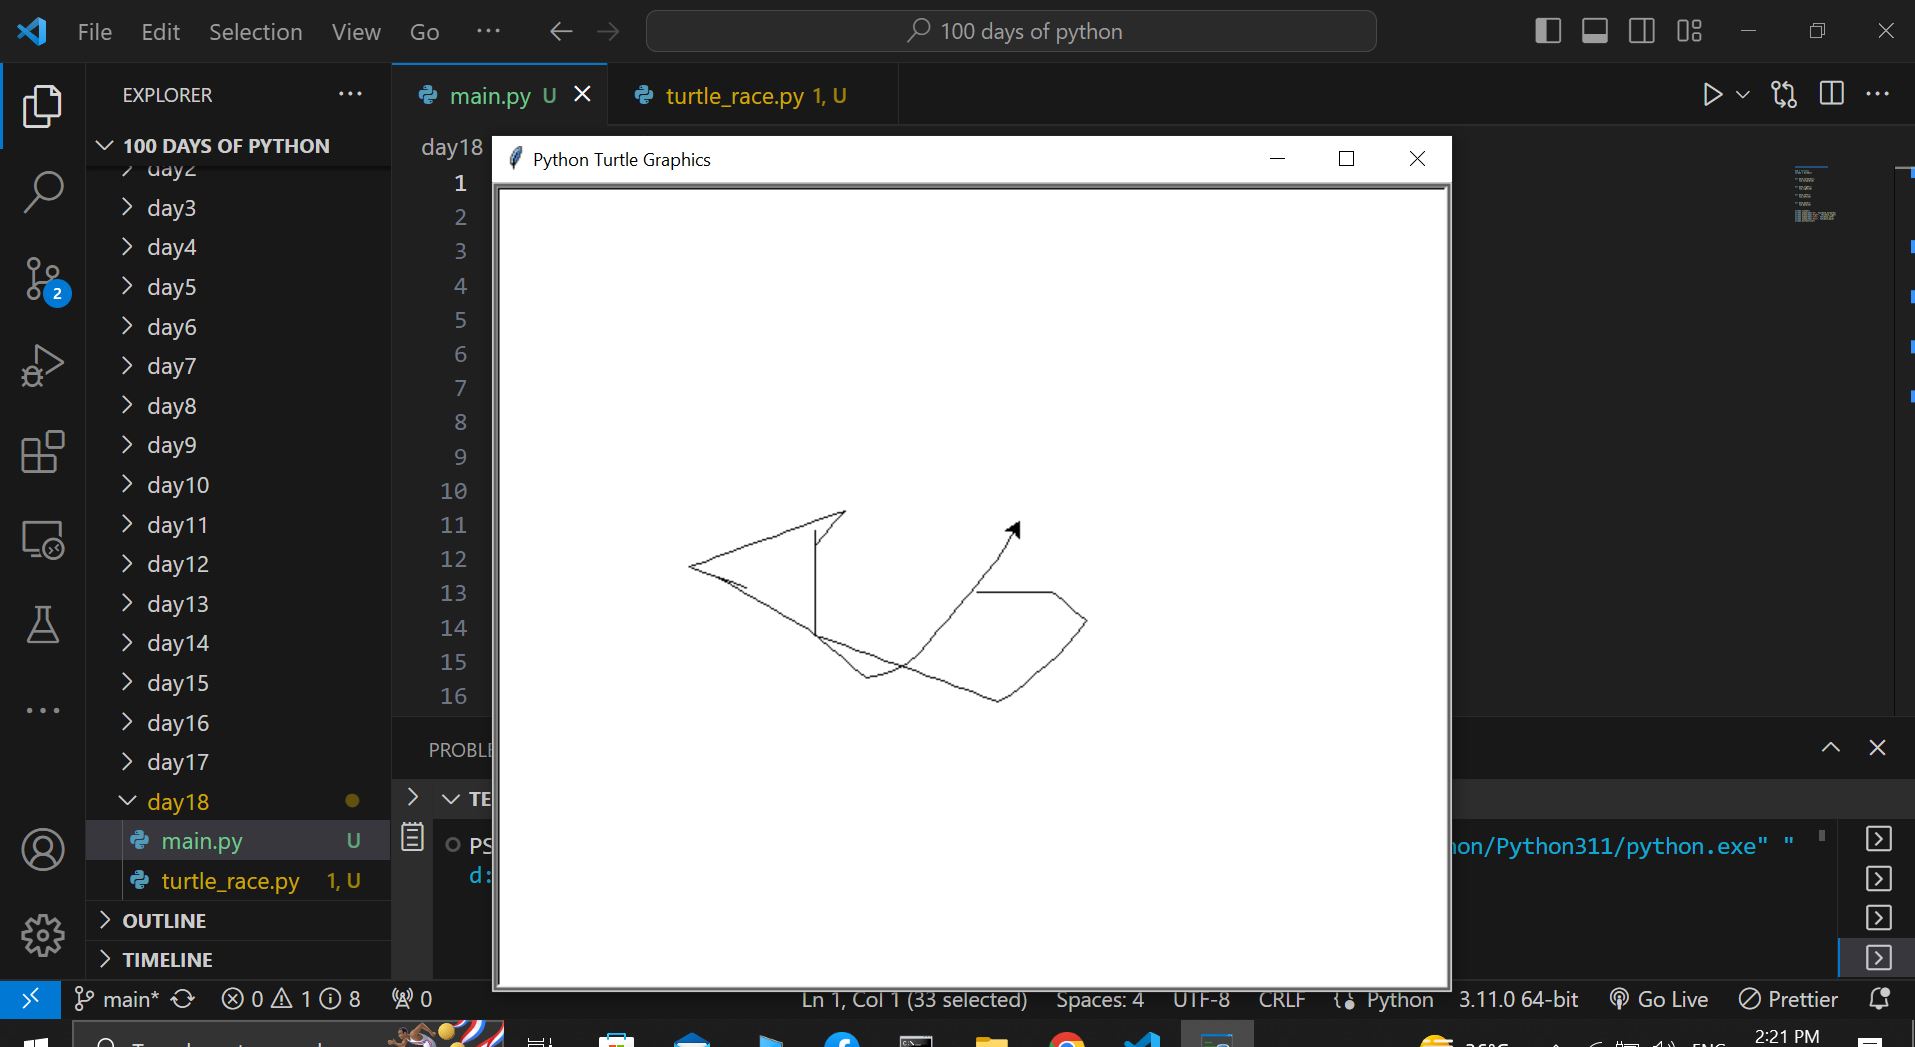 File Edit Selection View Go ··· 100 days of python
EXPLORER ···
main.py U
turtle_race.py 1, U
100 DAYS OF PYTHON
day2
day3
day4
day5
day6
day7
day8
day9
day10
day11
day12
day13
day14
day15
day16
day17
day18
main.py U
turtle_race.py 1, U
OUTLINE
TIMELINE
2
day18
Python Turtle Graphics
1
2
3
4
5
6
7
8
9
10
11
12
13
14
15
16
PROBLE
TE
PS
on/Python311/python.exe" "
d:
main* 0 1 8 0 Ln 1, Col 1 (33 selected) Spaces: 4 UTF-8 CRLF Python 3.11.0 64-bit Go Live Prettier
2:21 PM